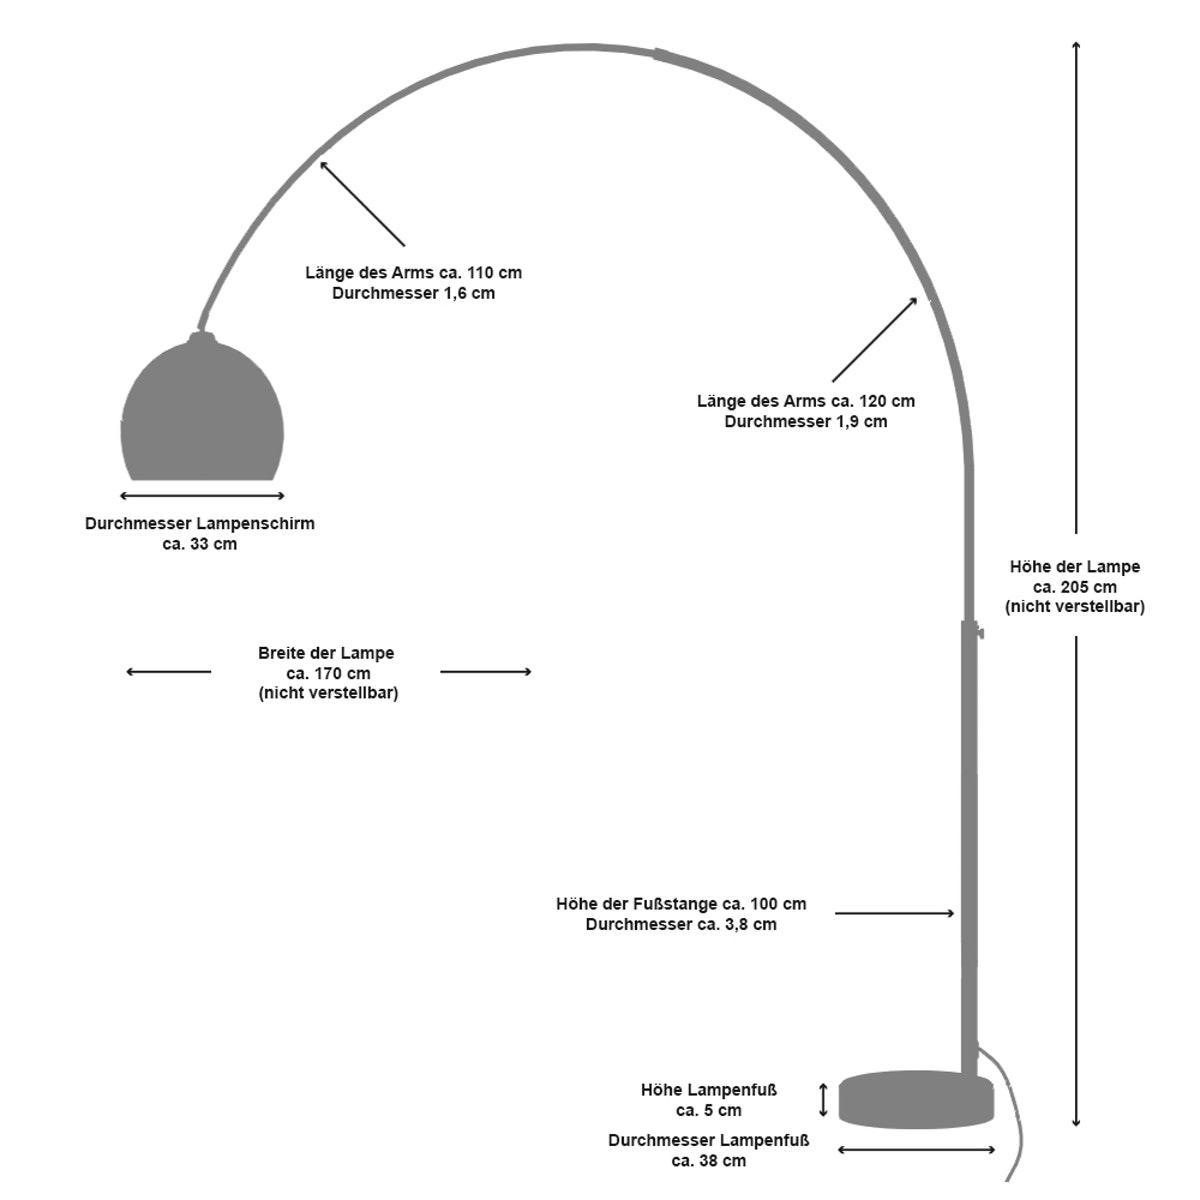 Länge des Arms ca. 110 cm
Durchmesser 1,6 cm
Länge des Arms ca. 120 cm
Durchmesser 1,9 cm
Durchmesser Lampenschirm
ca. 33 cm
Höhe der Lampe
ca. 205 cm
(nicht verstellbar)
Breite der Lampe
ca. 170 cm
(nicht verstellbar)
Höhe der Fußstange ca. 100 cm
Durchmesser ca. 3,8 cm
Höhe Lampenfuß
ca. 5 cm
Durchmesser Lampenfuß
ca. 38 cm